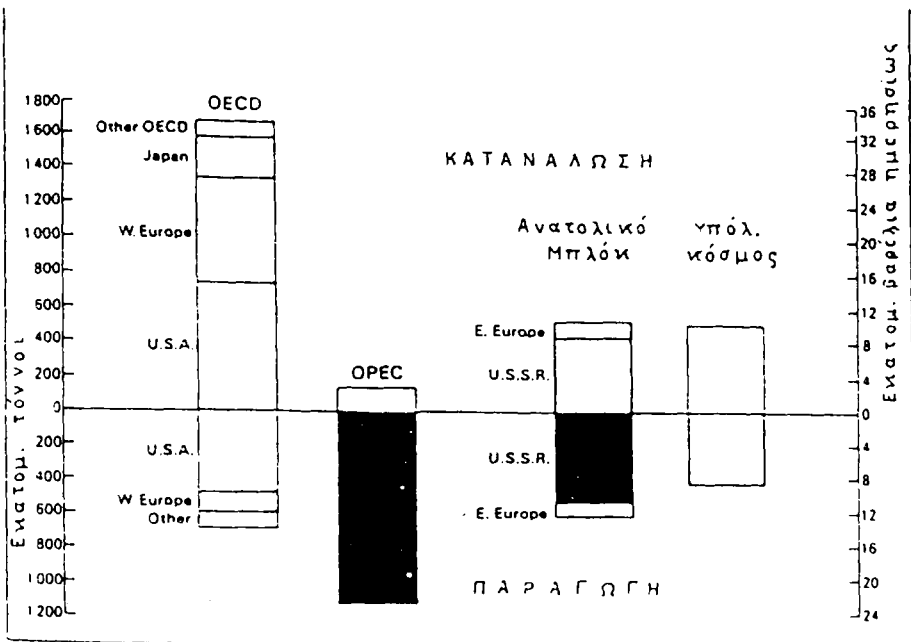 OECD
1800
1600
1400
1200
1000
800
600
400
200
0
200
400
600
800
1000
1200
Εκατομ. τόννοι
Other OECD
Japan
W. Europe
U.S.A.
U.S.A.
W. Europe
Other
OPEC
ΚΑΤΑΝΑΛΩΣΗ
Ανατολικό
Μπλόκ
E. Europe
U.S.S.R.
U.S.S.R.
E. Europe
Υπόλ.
κόσμος
ΠΑΡΑΓΩΓΗ
36
32
28
24
20
16
12
8
4
0
4
8
12
16
20
24
Εκατομ. βαρέλια ημερησίως